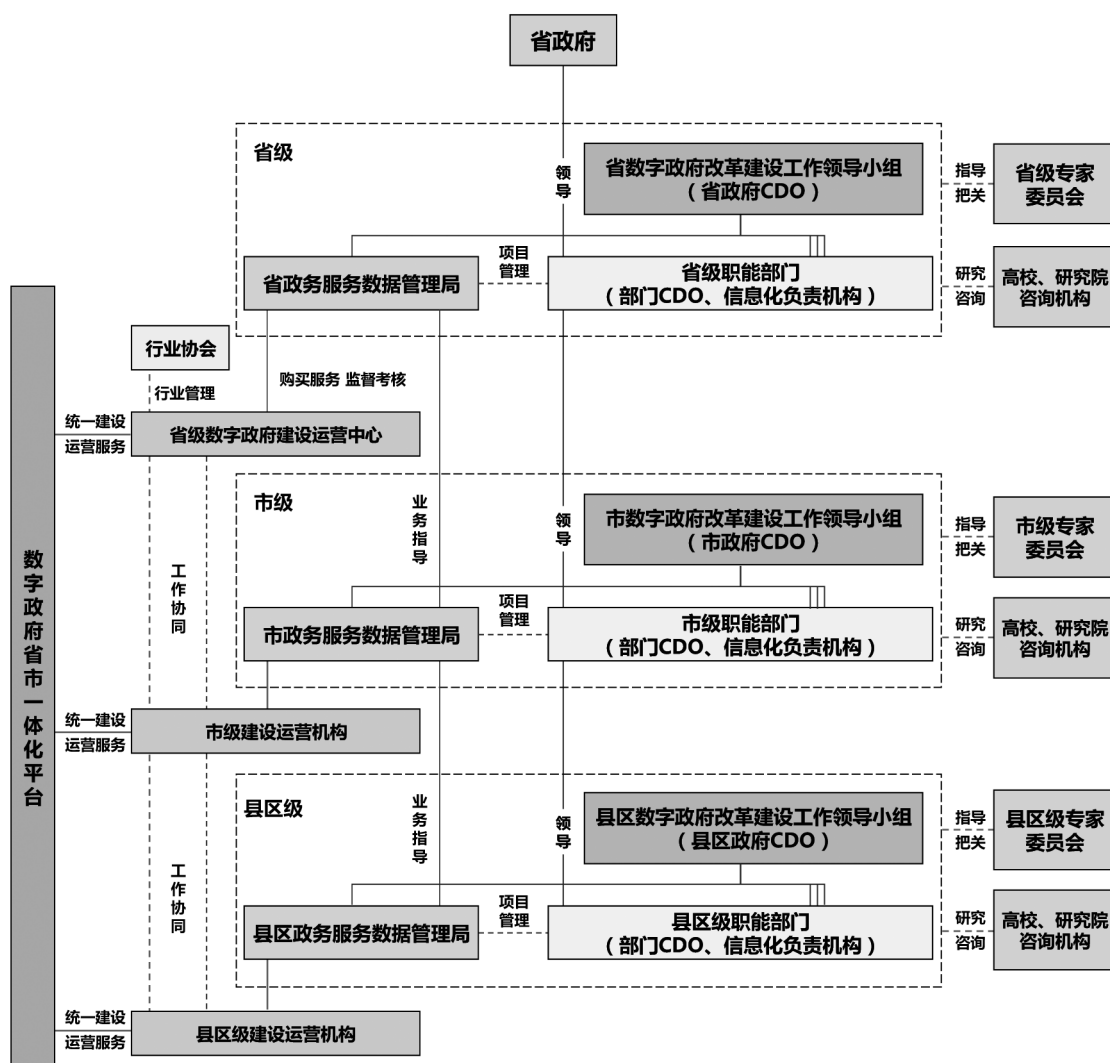 省政府
省级
领导
省数字政府改革建设工作领导小组
（省政府CDO）
指导
把关
省级专家
委员会
省政务服务数据管理局
项目
管理
省级职能部门
（部门CDO、信息化负责机构）
研究
咨询
高校、研究院
咨询机构
行业协会
行业管理
购买服务 监督考核
统一建设
运营服务
省级数字政府建设运营中心
数字政府省市一体化平台
工作协同
业务指导
市级
领导
市数字政府改革建设工作领导小组
（市政府CDO）
指导
把关
市级专家
委员会
市政务服务数据管理局
项目
管理
市级职能部门
（部门CDO、信息化负责机构）
研究
咨询
高校、研究院
咨询机构
统一建设
运营服务
市级建设运营机构
工作协同
业务指导
县区级
领导
县区数字政府改革建设工作领导小组
（县区政府CDO）
指导
把关
县区级专家
委员会
县区政务服务数据管理局
项目
管理
县区级职能部门
（部门CDO、信息化负责机构）
研究
咨询
高校、研究院
咨询机构
统一建设
运营服务
县区级建设运营机构